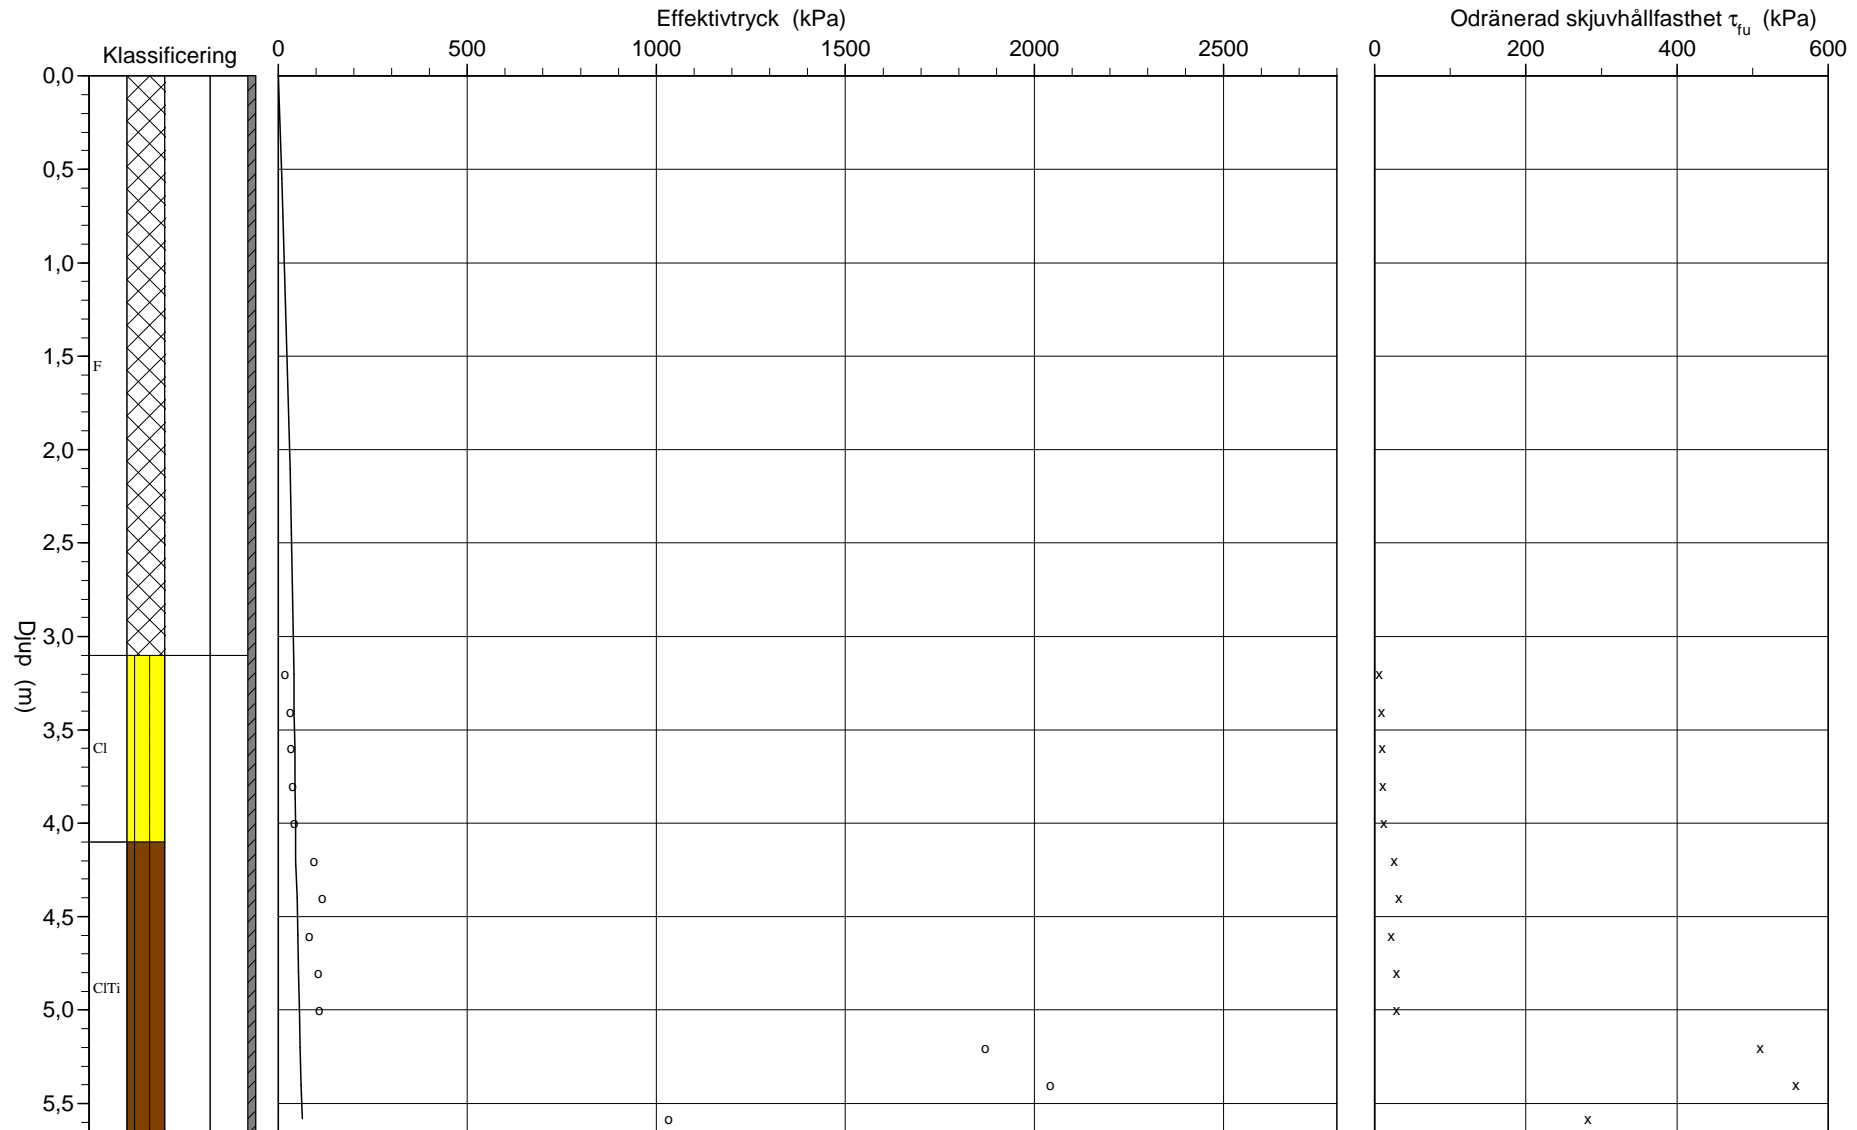 Effektivtryck (kPa)
Odränerad skjuvhållfasthet τfu (kPa)
Klassificering
0 500 1000 1500 2000 2500
0 200 400 600
0,0
0,5
1,0
1,5
F
2,0
2,5
3,0
Djup (m)
3,5
Cl
4,0
4,5
ClTi
5,0
5,5